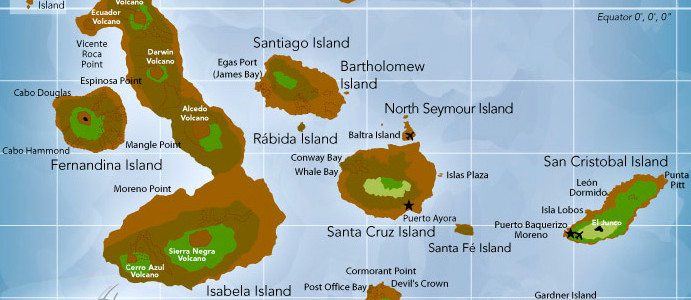 Island
Ecuador
Volcano
Volcano
Equator 0', 0', 0"
Vicente
Roca
Point
Darwin
Volcano
Santiago Island
Egas Port
(James Bay)
Bartholomew
Island
Espinosa Point
Cabo Douglas
Alcedo
Volcano
North Seymour Island
Baltra Island
Rábida Island
Mangle Point
Cabo Hammond
Fernandina Island
Conway Bay
Whale Bay
Islas Plaza
San Cristobal Island
Punta
Pitt
León
Dormido
Moreno Point
Isla Lobos
Puerto Ayora
Puerto Baquerizo
Moreno
El Junco
Santa Cruz Island
Santa Fé Island
Sierra Negra
Volcano
Cerro Azul
Volcano
Isabela Island
Cormorant Point
Devil's Crown
Post Office Bay
Gardner Island